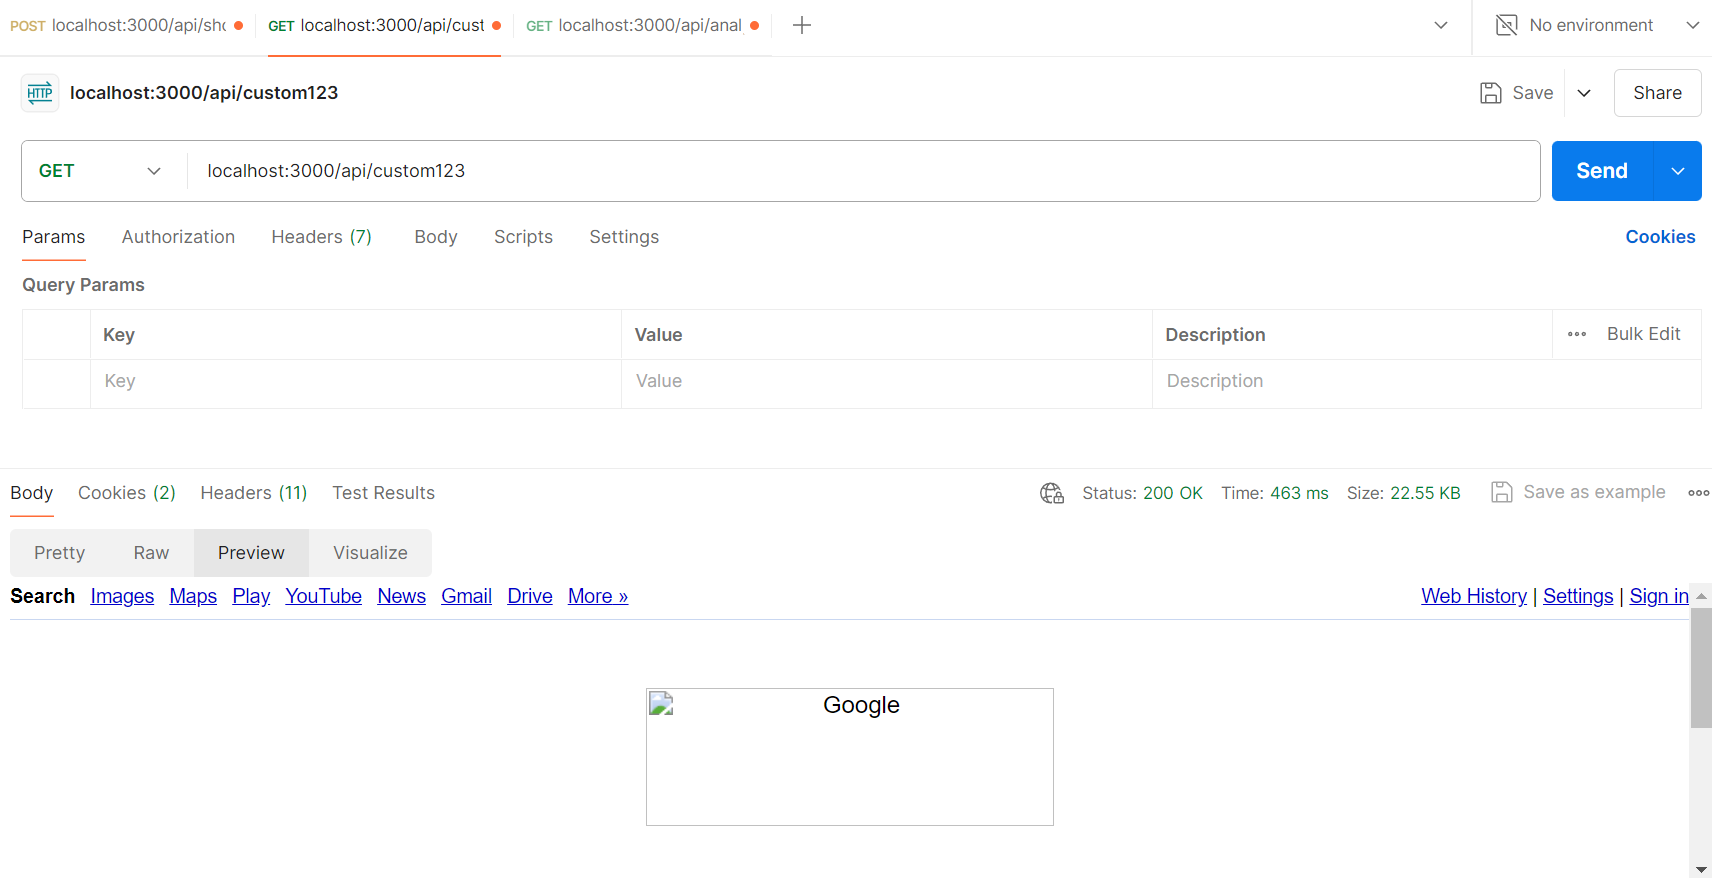 POST localhost:3000/api/sho GET localhost:3000/api/cust GET localhost:3000/api/anal No environment
HTTP localhost:3000/api/custom123 Save Share
GET localhost:3000/api/custom123 Send
Params Authorization Headers (7) Body Scripts Settings Cookies
Query Params
Key Value Description Bulk Edit
Key Value Description
Body Cookies (2) Headers (11) Test Results Status: 200 OK Time: 463 ms Size: 22.55 KB Save as example
Pretty Raw Preview Visualize
Search Images Maps Play YouTube News Gmail Drive More » Web History | Settings | Sign in
Google